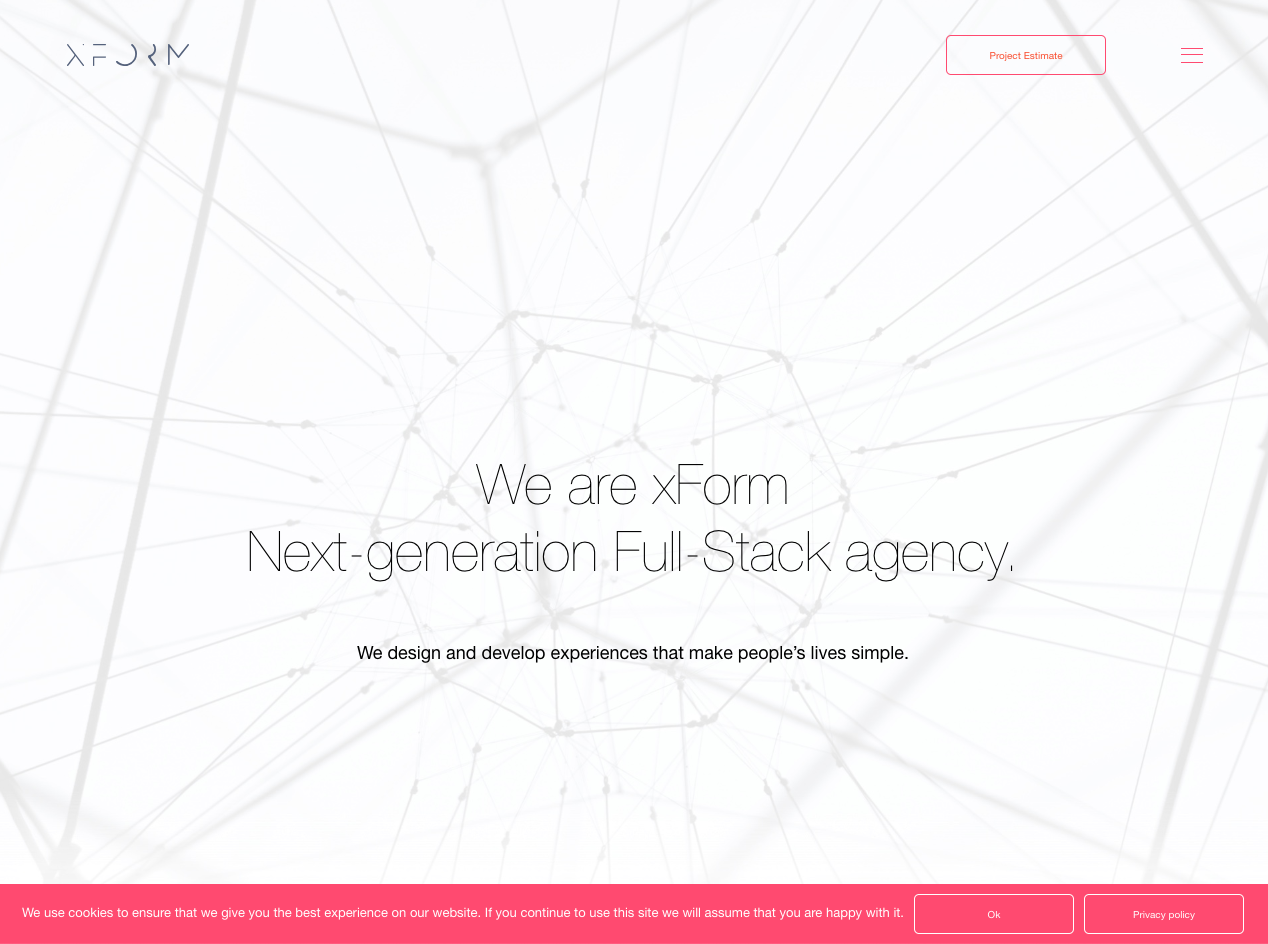 XFORM
Project Estimate
We are xForm
Next-generation Full-Stack agency.
We design and develop experiences that make people’s lives simple.
We use cookies to ensure that we give you the best experience on our website. If you continue to use this site we will assume that you are happy with it.
Ok
Privacy policy